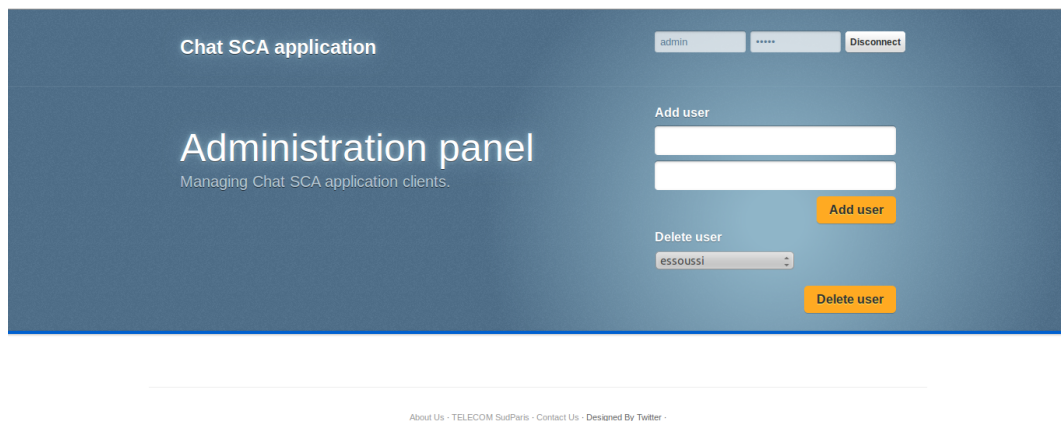 Chat SCA application
admin
•••••
Disconnect
Administration panel
Managing Chat SCA application clients.
Add user
Add user
Delete user
essoussi
Delete user
About Us - TELECOM SudParis - Contact Us - Designed By Twitter -